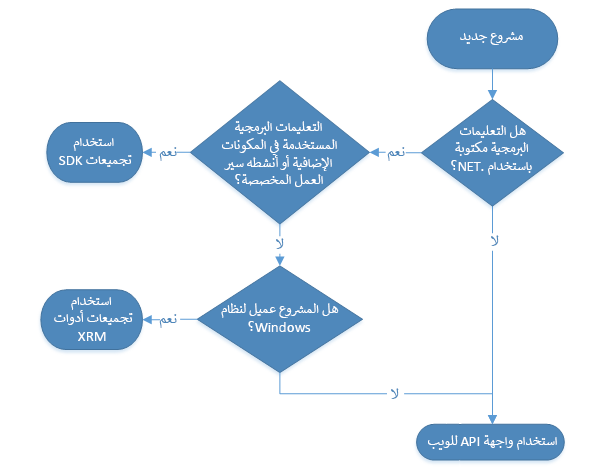 مشروع جديد
هل التعليمات
البرمجية مكتوبة
باستخدام .NET؟
نعم
التعليمات البرمجية
المستخدمة في المكونات
الإضافية أو أنشطه سير
العمل المخصصة؟
نعم
استخدام
تجميعات SDK
لا
لا
هل المشروع عميل لنظام
Windows؟
نعم
استخدام
تجميعات أدوات
XRM
لا
استخدام واجهة API للويب